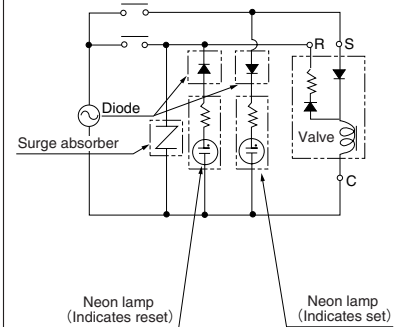 R
S
Diode
Surge absorber
Valve
C
Neon lamp
(Indicates reset)
Neon lamp
(Indicates set)